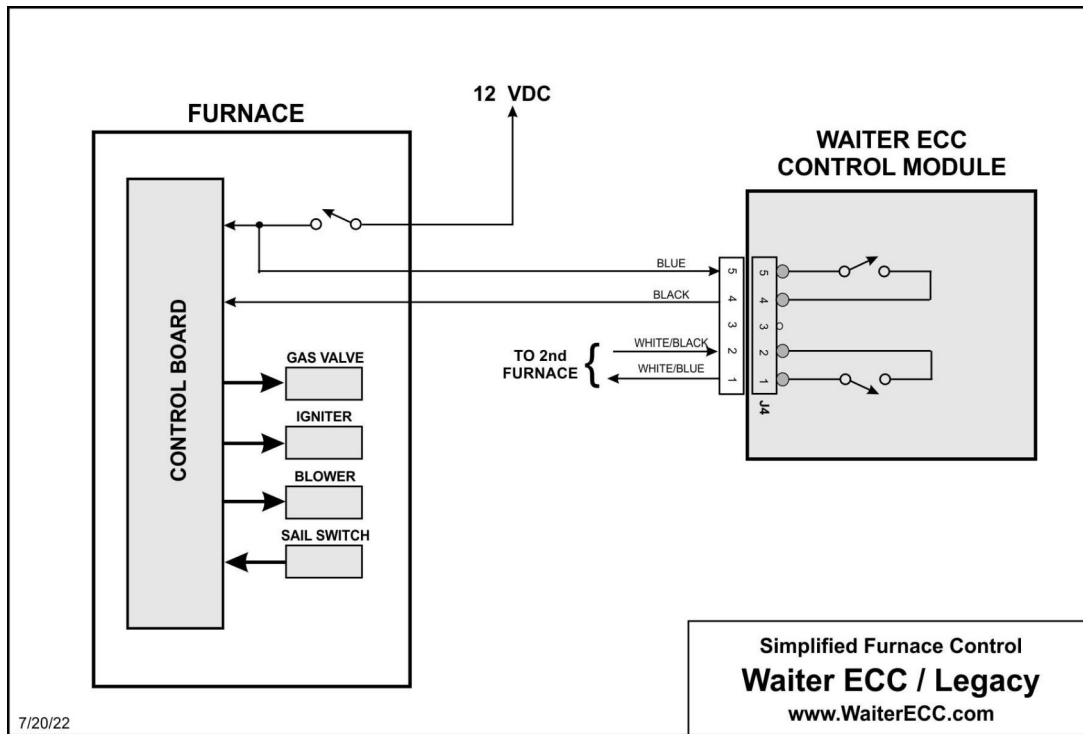 12 VDC
FURNACE
WAITER ECC
CONTROL MODULE
CONTROL BOARD
BLUE
BLACK
WHITE/BLACK
WHITE/BLUE
TO 2nd
FURNACE
5
4
3
2
1
5
4
3
2
1
J4
GAS VALVE
IGNITER
BLOWER
SAIL SWITCH
Simplified Furnace Control
Waiter ECC / Legacy
www.WaiterECC.com
7/20/22